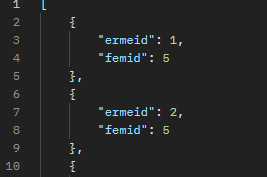 1 [
2 {
3 "ermeid": 1,
4 "femid": 5
5 },
6 {
7 "ermeid": 2,
8 "femid": 5
9 },
10 {